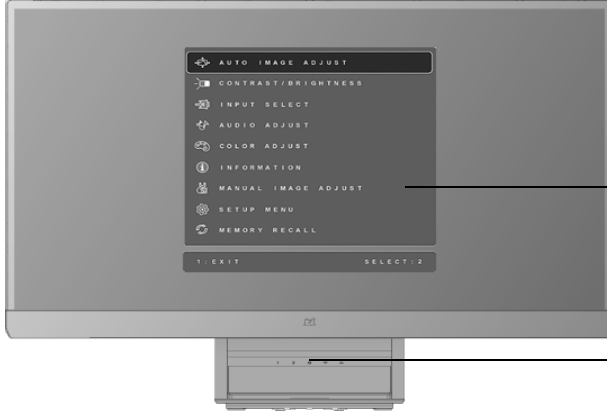 AUTO IMAGE ADJUST
CONTRAST/BRIGHTNESS
INPUT SELECT
AUDIO ADJUST
COLOR ADJUST
INFORMATION
MANUAL IMAGE ADJUST
SETUP MENU
MEMORY RECALL
1:EXIT SELECT:2